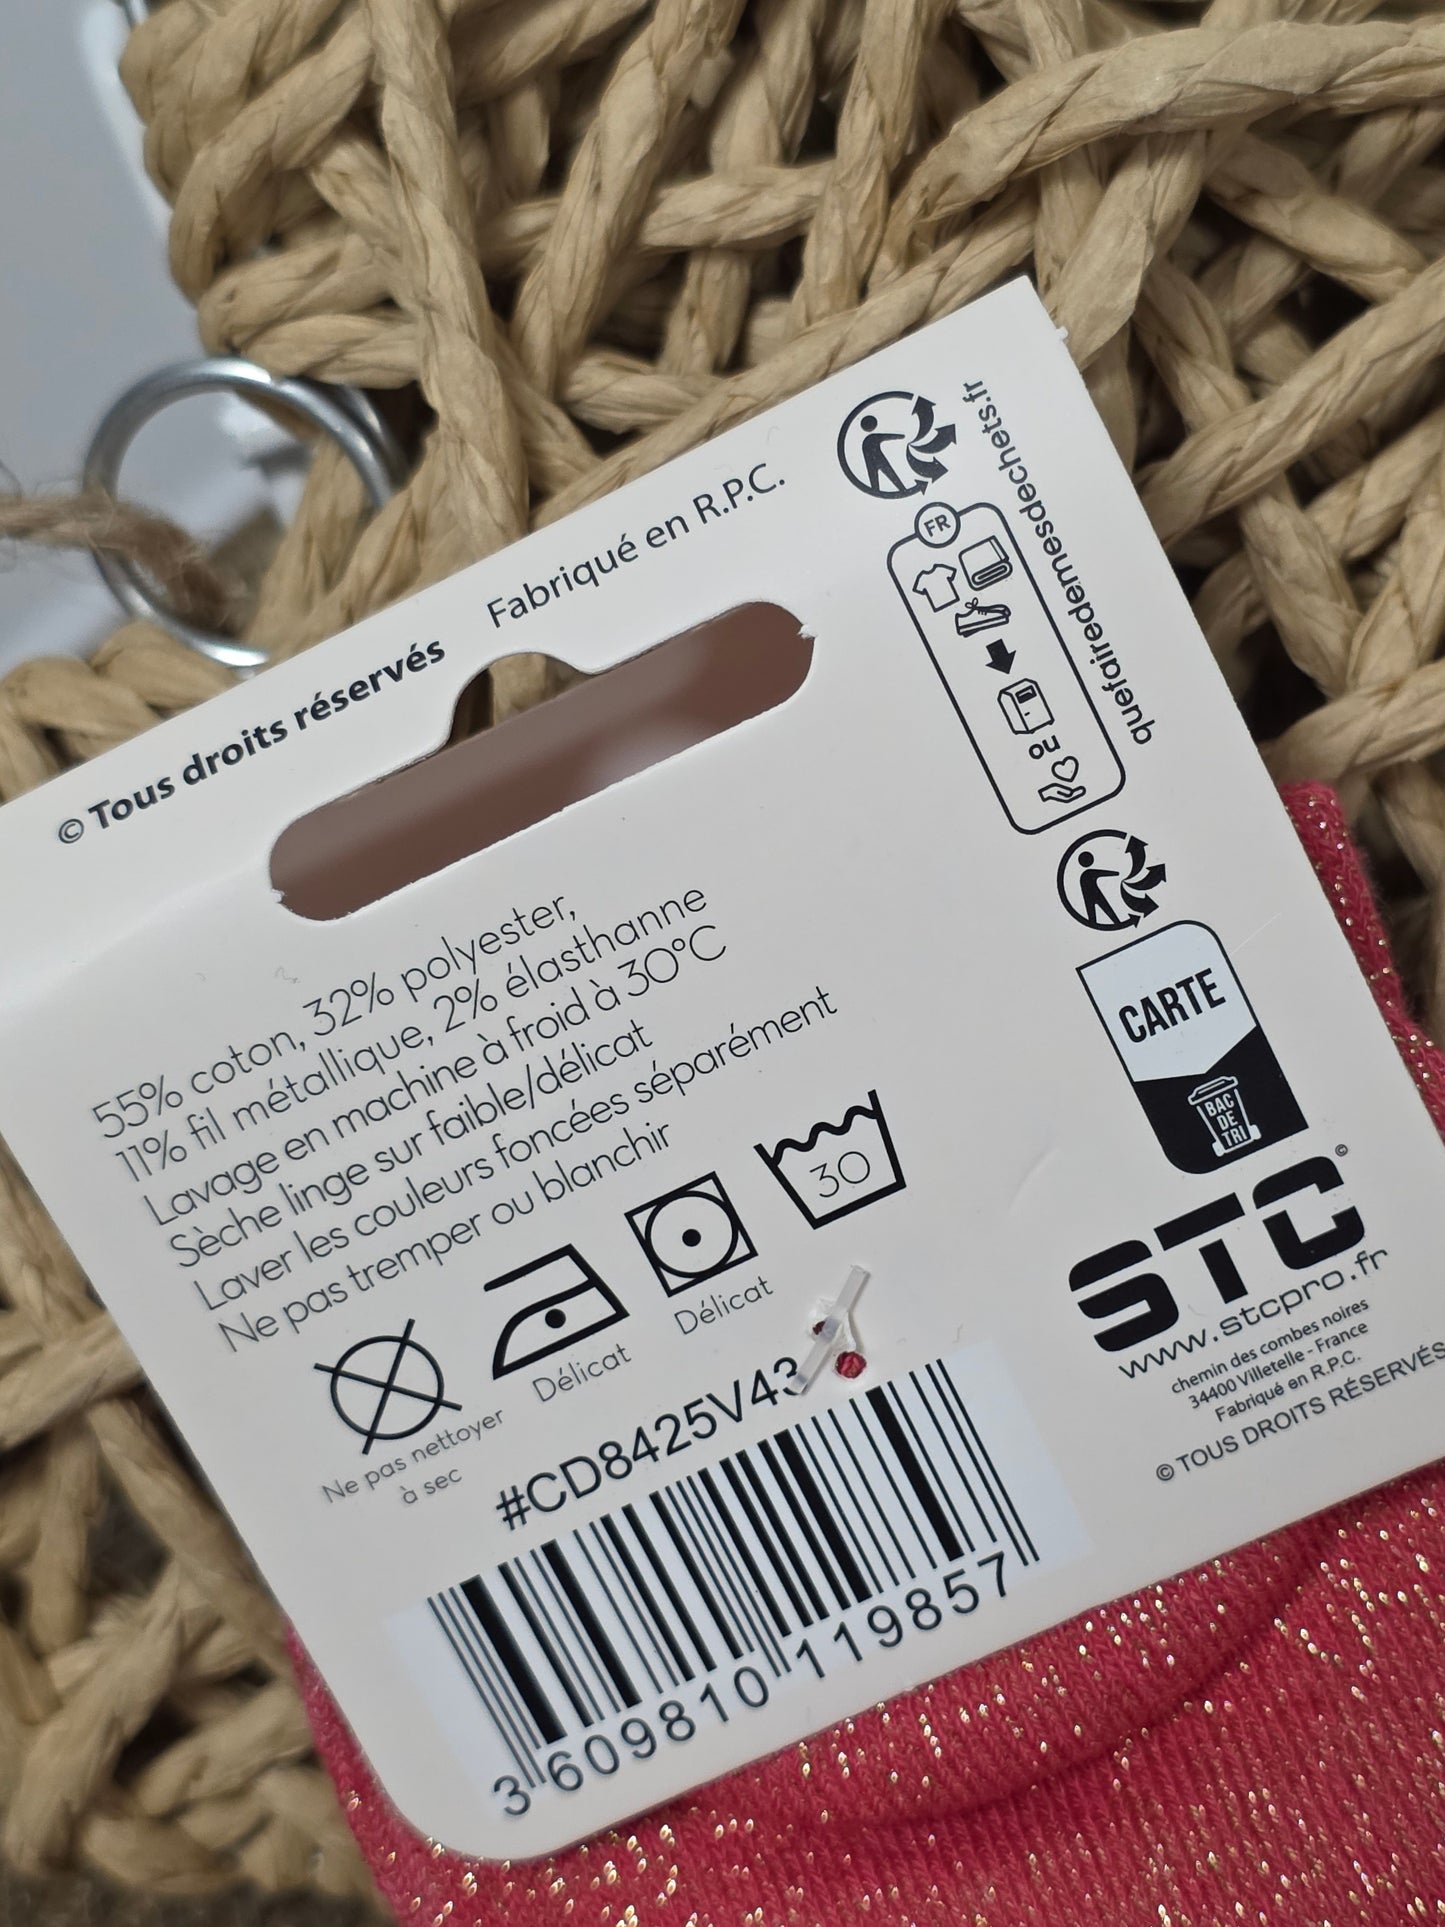 © Tous droits réservés
Fabriqué en R.P.C.
quefairedemesdechets.fr
FR
55% coton, 32% polyester,
11% fil métallique, 2% élasthanne
Lavage en machine à froid à 30°C
Sèche linge sur faible/délicat
Laver les couleurs foncées séparément
Ne pas tremper ou blanchir
Ne pas nettoyer
à sec
Délicat
Délicat
30
CARTE
BAC
DE
TRI
STC©
www.stcpro.fr
chemin des combes noires
34400 Villetelle - France
Fabriqué en R.P.C.
© TOUS DROITS RÉSERVÉS
#CD8425V43
3 609810 119857